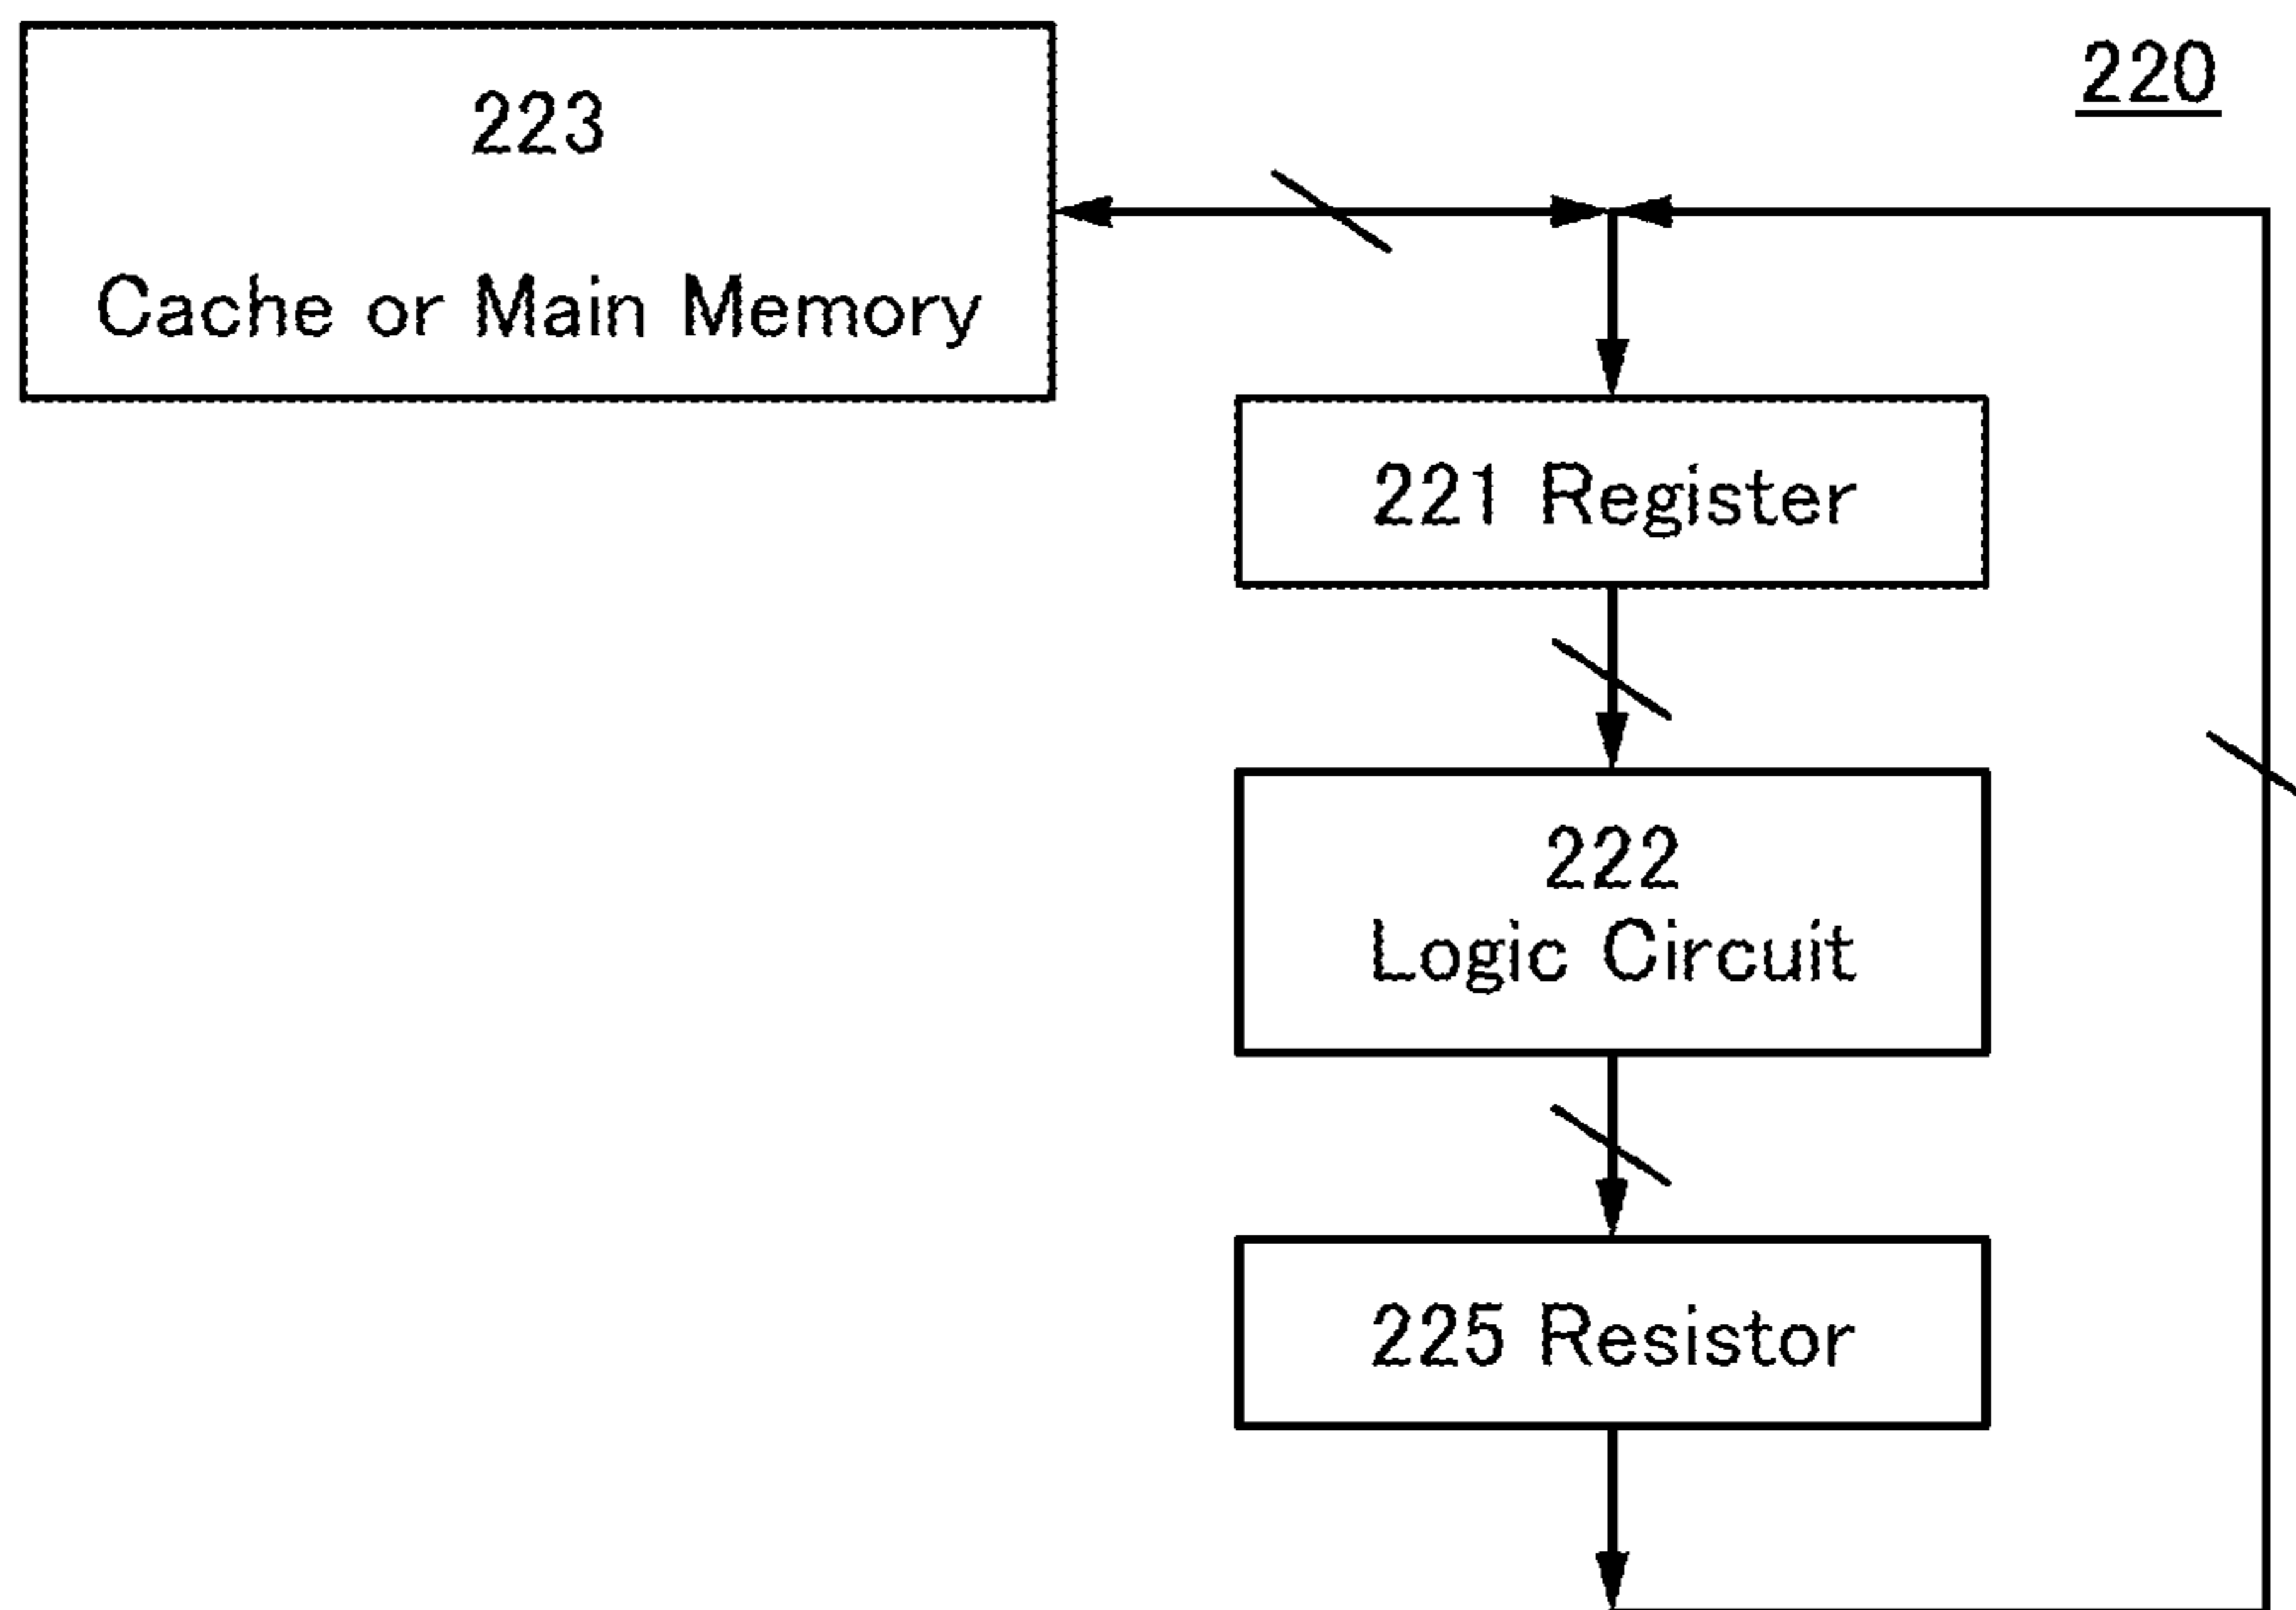 220
223
Cache or Main Memory
221 Register
222
Logic Circuit
225 Resistor